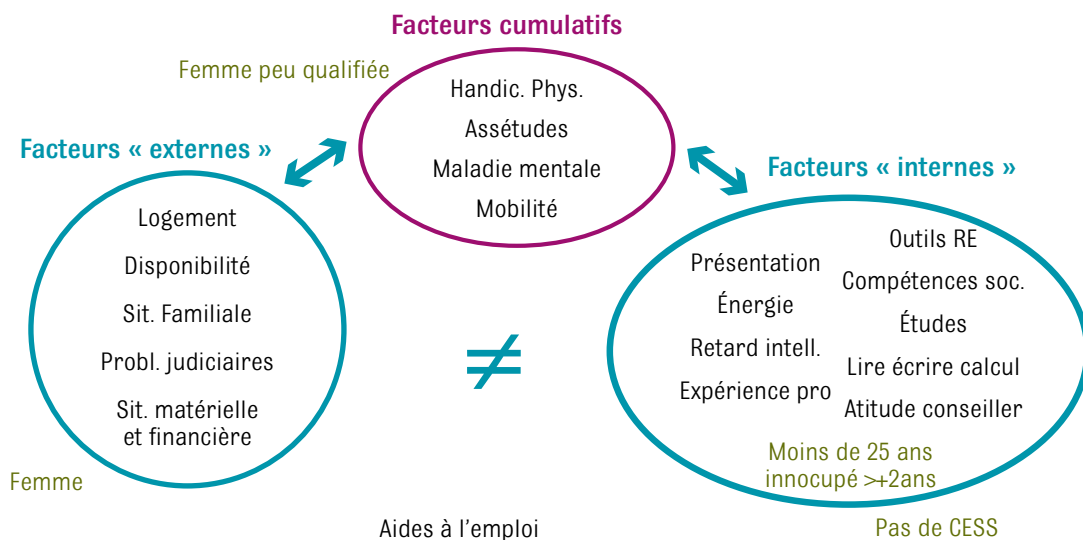 Facteurs cumulatifs
Femme peu qualifiée
Handic. Phys.
Assétudes
Maladie mentale
Mobilité
Facteurs « externes »
Logement
Disponibilité
Sit. Familiale
Probl. judiciaires
Sit. matérielle
et financière
Femme
≠
Facteurs « internes »
Présentation
Énergie
Retard intell.
Expérience pro
Outils RE
Compétences soc.
Études
Lire écrire calcul
Atitude conseiller
Moins de 25 ans
innocupé >+2ans
Aides à l'emploi
Pas de CESS